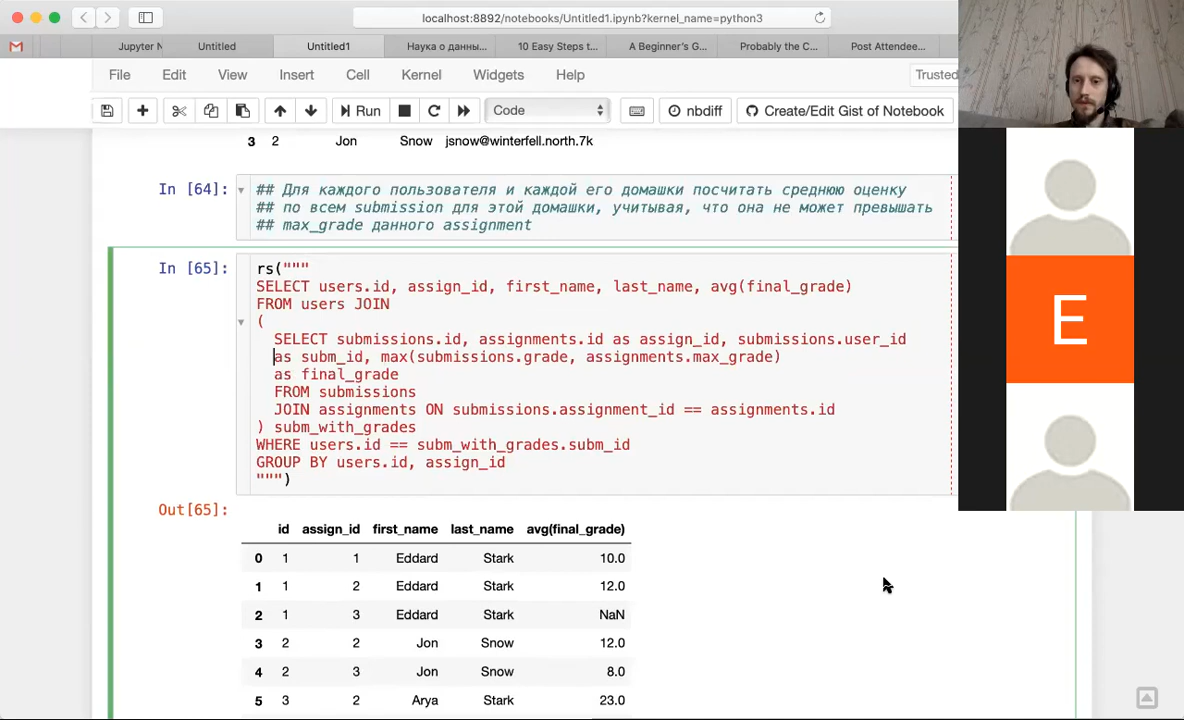 localhost:8892/notebooks/Untitled1.ipynb?kernel_name=python3
Jupyter N
Untitled
Untitled1
Наука о данны...
10 Easy Steps t...
A Beginner's G...
Probably the C...
Post Attendee...
File Edit View Insert Cell Kernel Widgets Help
Trusted
Run
Code
nbdiff
Create/Edit Gist of Notebook
3 2 Jon Snow jsnow@winterfell.north.7k
In [64]:
## Для каждого пользователя и каждой его домашки посчитать среднюю оценку
## по всем submission для этой домашки, учитывая, что она не может превышать
## max_grade данного assignment
In [65]:
rs("""
SELECT users.id, assign_id, first_name, last_name, avg(final_grade)
FROM users JOIN
(
SELECT submissions.id, assignments.id as assign_id, submissions.user_id
as subm_id, max(submissions.grade, assignments.max_grade)
as final_grade
FROM submissions
JOIN assignments ON submissions.assignment_id == assignments.id
) subm_with_grades
WHERE users.id == subm_with_grades.subm_id
GROUP BY users.id, assign_id
""")
Out[65]:
id assign_id first_name last_name avg(final_grade)
0 1 1 Eddard Stark 10.0
1 1 2 Eddard Stark 12.0
2 1 3 Eddard Stark NaN
3 2 2 Jon Snow 12.0
4 2 3 Jon Snow 8.0
5 3 2 Arya Stark 23.0
E